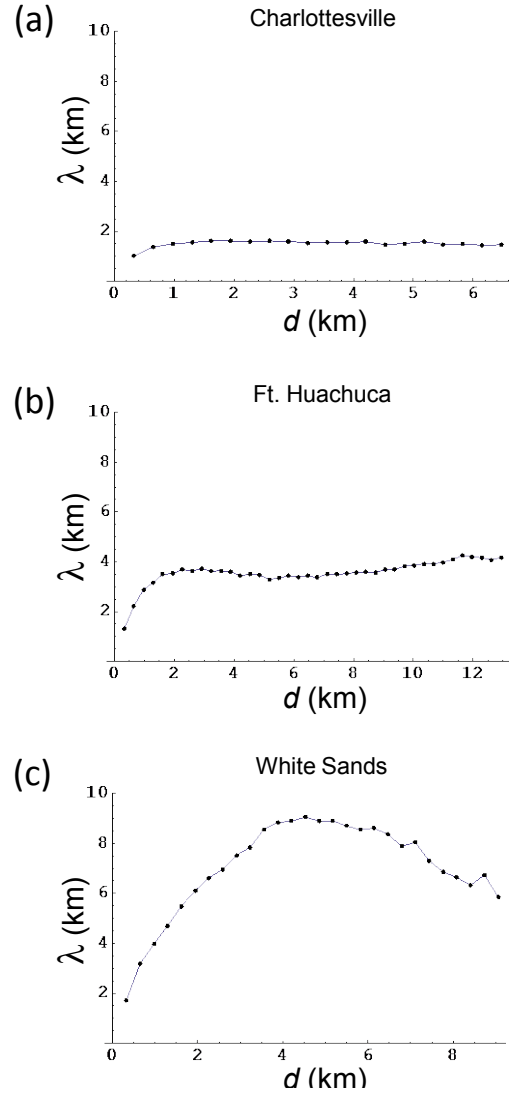 (a)
Charlottesville
10
8
6
4
2
λ (km)
0 1 2 3 4 5 6
d (km)
(b)
Ft. Huachuca
10
8
6
4
2
λ (km)
0 2 4 6 8 10 12
d (km)
(c)
White Sands
10
8
6
4
2
λ (km)
0 2 4 6 8
d (km)